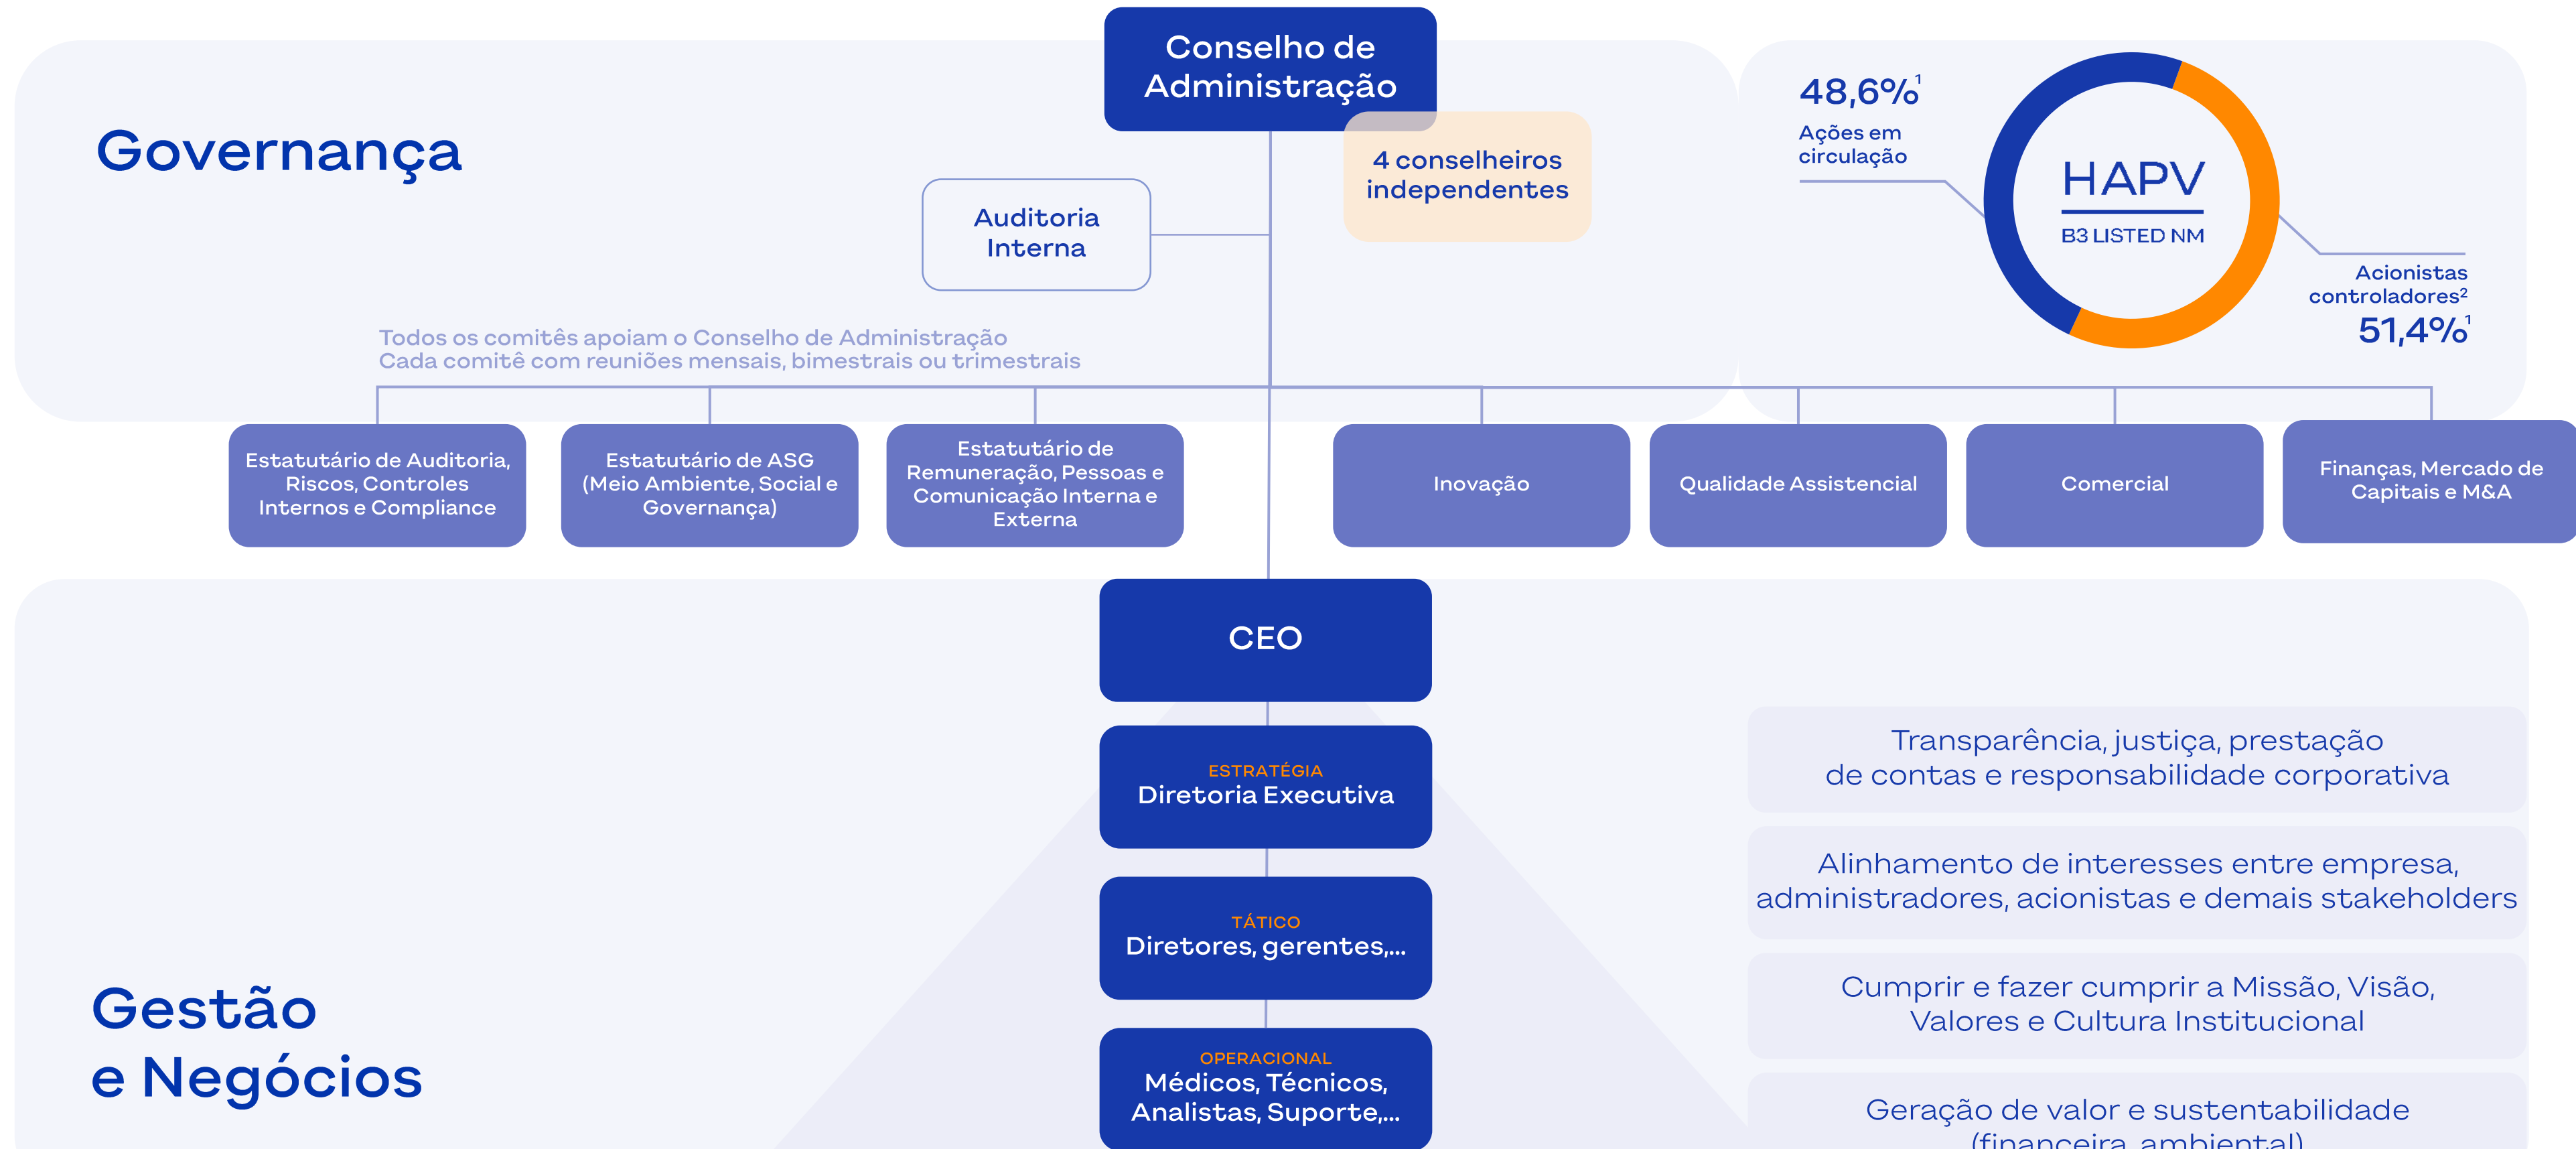 Conselho de
Administração
Governança
4 conselheiros
independentes
Auditoria
Interna
48,6%¹
Ações em
circulação
HAPV
B3 LISTED NM
Acionistas
controladores²
51,4%¹
Todos os comitês apoiam o Conselho de Administração
Cada comitê com reuniões mensais, bimestrais ou trimestrais
Estatutário de Auditoria,
Riscos, Controles
Internos e Compliance
Estatutário de ASG
(Meio Ambiente, Social e
Governança)
Estatutário de
Remuneração, Pessoas e
Comunicação Interna e
Externa
Inovação
Qualidade Assistencial
Comercial
Finanças, Mercado de
Capitais e M&A
CEO
ESTRATÉGIA
Diretoria Executiva
TÁTICO
Diretores, gerentes,...
OPERACIONAL
Médicos, Técnicos,
Analistas, Suporte,...
Gestão
e Negócios
Transparência, justiça, prestação
de contas e responsabilidade corporativa
Alinhamento de interesses entre empresa,
administradores, acionistas e demais stakeholders
Cumprir e fazer cumprir a Missão, Visão,
Valores e Cultura Institucional
Geração de valor e sustentabilidade
(financeira, ambiental)